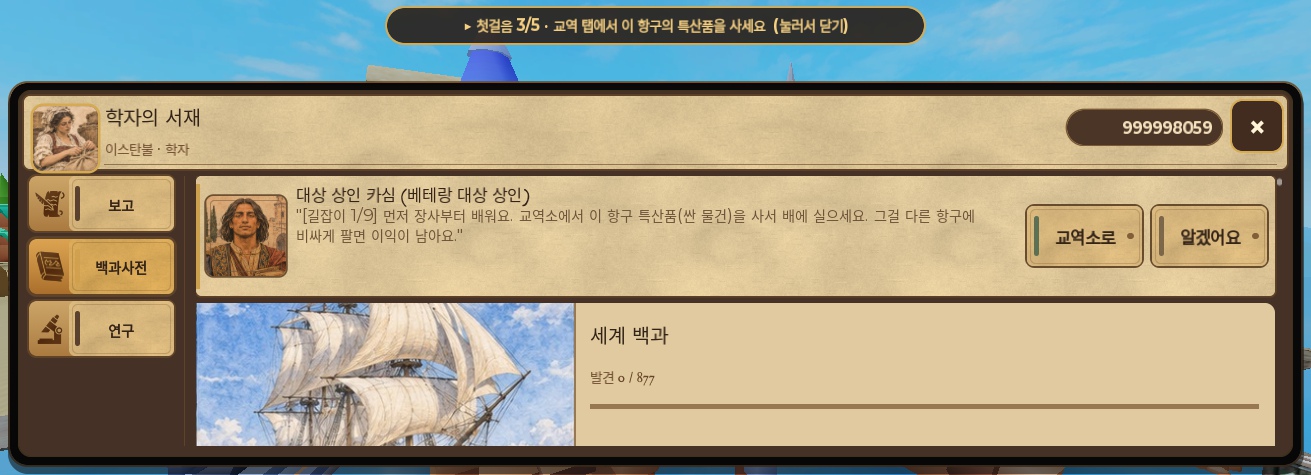 ▸ 첫걸음 3/5 · 교역 탭에서 이 항구의 특산품을 사세요 (눌러서 닫기)
학자의 서재
이스탄불 · 학자
999998059
×
보고
백과사전
연구
대상 상인 카심 (베테랑 대상 상인)
"[길잡이 1/9] 먼저 장사부터 배워요. 교역소에서 이 항구 특산품(싼 물건)을 사서 배에 실으세요. 그걸 다른 항구에
비싸게 팔면 이익이 남아요."
교역소로
알겠어요
세계 백과
발견 0 / 877